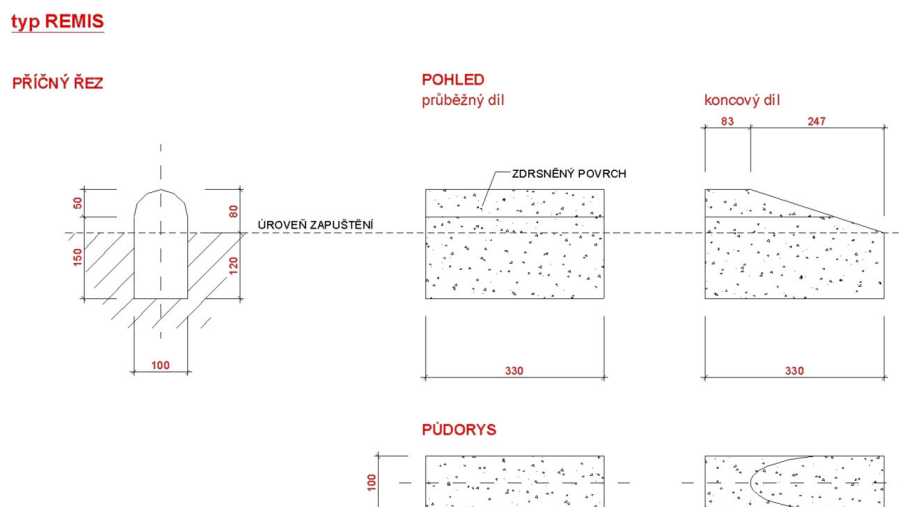 typ REMIS
PŘÍČNÝ ŘEZ
POHLED
průběžný díl
koncový díl
83
247
ZDRSNĚNÝ POVRCH
50
80
ÚROVEŇ ZAPUŠTĚNÍ
150
120
100
330
330
PŮDORYS
100